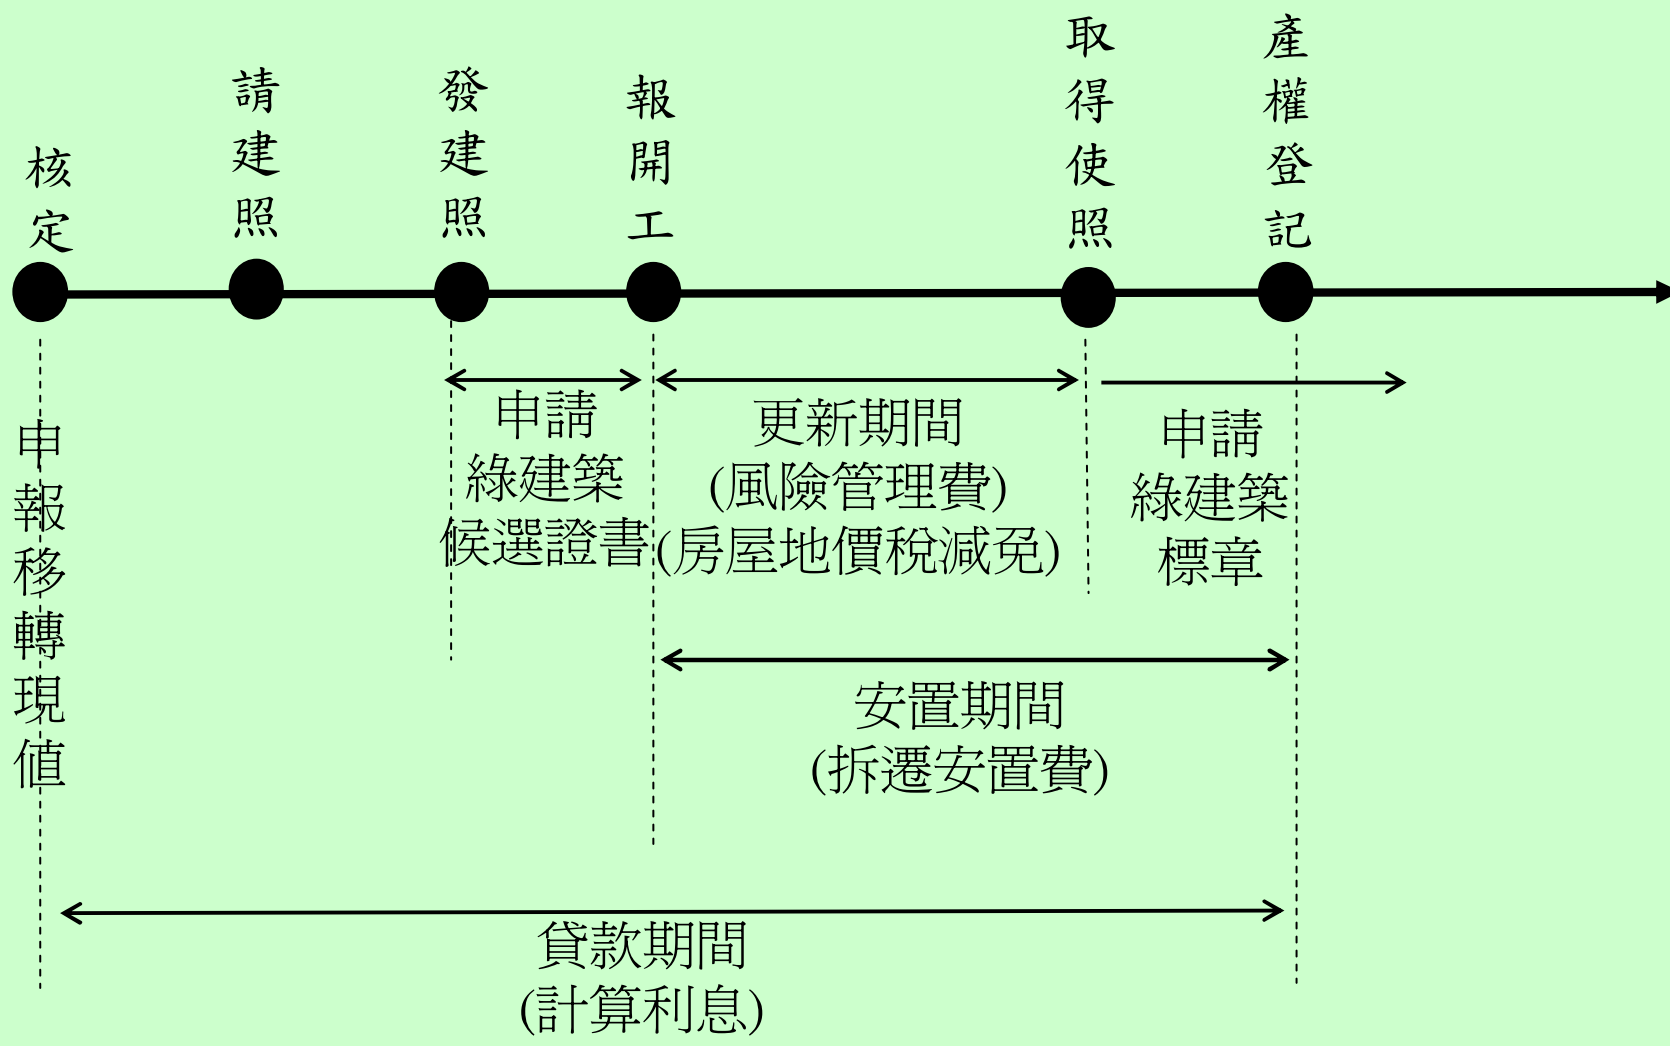 核定
請建照
發建照
報開工
取得使照
產權登記
申報移轉現值
申請
綠建築
候選證書
更新期間
(風險管理費)
(房屋地價稅減免)
申請
綠建築
標章
安置期間
(拆遷安置費)
貸款期間
(計算利息)